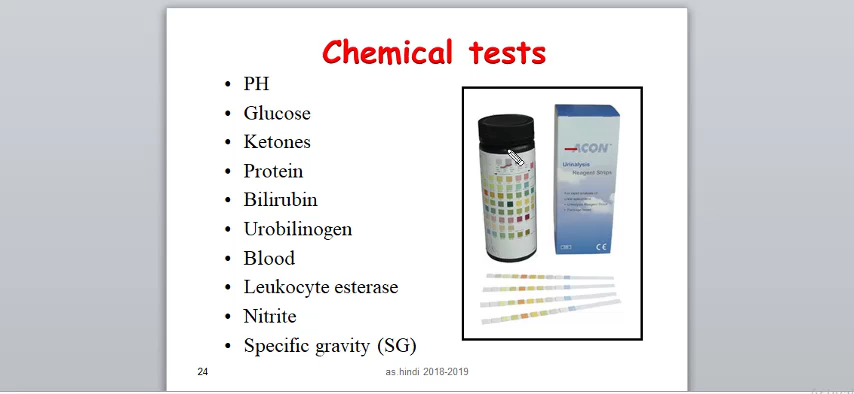 Chemical tests
• PH
• Glucose
• Ketones
• Protein
• Bilirubin
• Urobilinogen
• Blood
• Leukocyte esterase
• Nitrite
• Specific gravity (SG)
ACON™
Urinalysis
Reagent Strips
CE
24
as.hindi 2018-2019